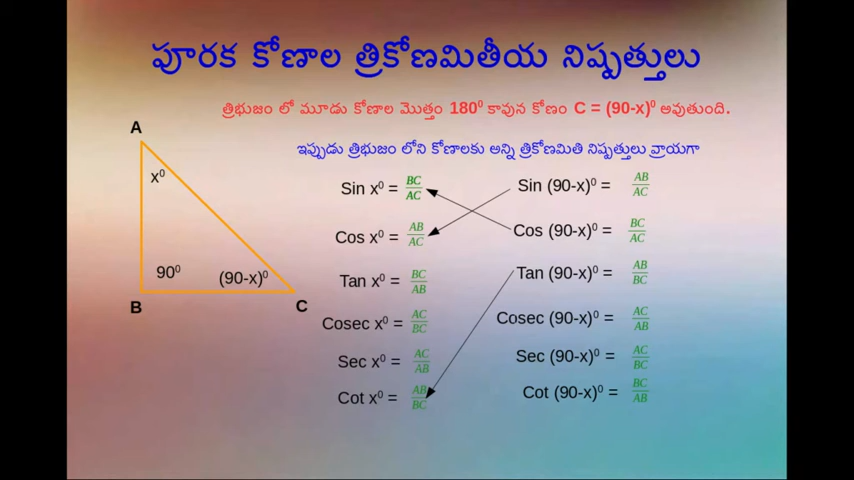 పూరక కోణాల త్రికోణమితీయ నిష్పత్తులు
త్రిభుజం లో మూడు కోణాల మొత్తం 180⁰ కావున కోణం C = (90-x)⁰ అవుతుంది.
ఇప్పుడు త్రిభుజం లోని కోణాలకు అన్ని త్రికోణమితి నిష్పత్తులు వ్రాయగా
A
x⁰
90⁰
(90-x)⁰
B
C
Sin x⁰ = BC/AC
Cos x⁰ = AB/AC
Tan x⁰ = BC/AB
Cosec x⁰ = AC/BC
Sec x⁰ = AC/AB
Cot x⁰ = AB/BC
Sin (90-x)⁰ = AB/AC
Cos (90-x)⁰ = BC/AC
Tan (90-x)⁰ = AB/BC
Cosec (90-x)⁰ = AC/AB
Sec (90-x)⁰ = AC/BC
Cot (90-x)⁰ = BC/AB